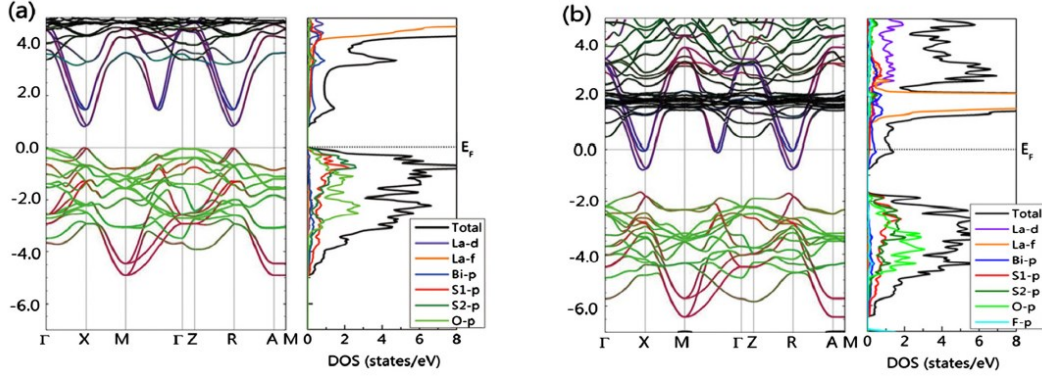 (a)
4.0
2.0
0.0
-2.0
-4.0
-6.0
Γ X M Γ Z R A M
E_F
Total
La-d
La-f
Bi-p
S1-p
S2-p
O-p
0 2 4 6 8
DOS (states/eV)
(b)
4.0
2.0
0.0
-2.0
-4.0
-6.0
Γ X M Γ Z R A M
E_F
Total
La-d
La-f
Bi-p
S1-p
S2-p
O-p
F-p
0 2 4 6 8
DOS (states/eV)